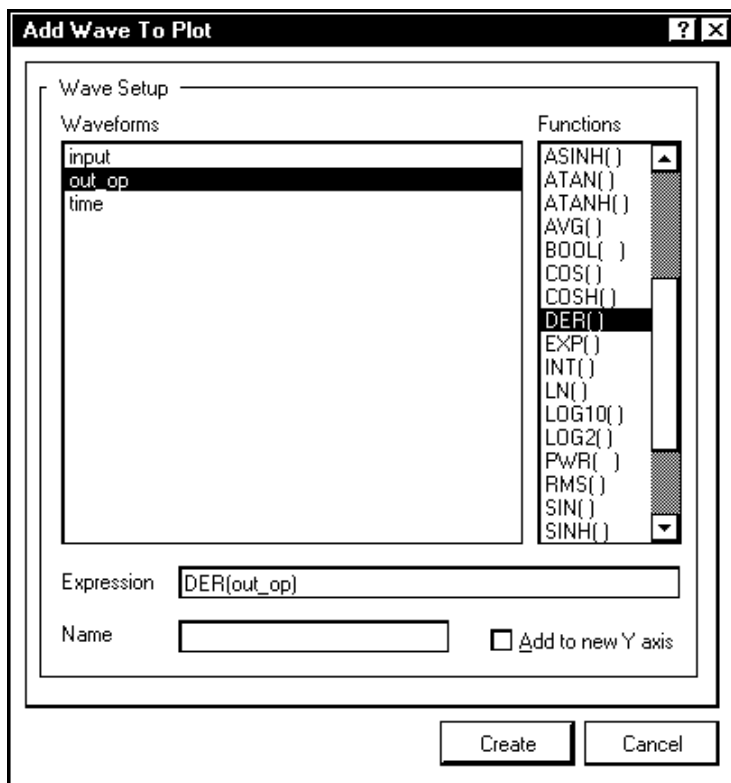 Add Wave To Plot
Wave Setup
Waveforms
input
out_op
time
Functions
ASINH()
ATAN()
ATANH()
AVG()
BOOL( )
COS()
COSH()
DER()
EXP()
INT()
LN()
LOG10()
LOG2()
PWR( )
RMS()
SIN()
SINH()
Expression DER(out_op)
Name
Add to new Y axis
Create Cancel